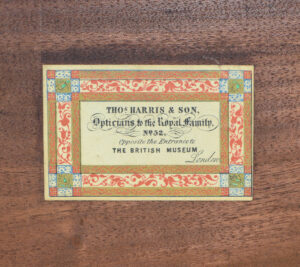 THOS HARRIS & SON,
Opticians to the Royal Family,
No 52,
Opposite the Entrance to
THE BRITISH MUSEUM,
London